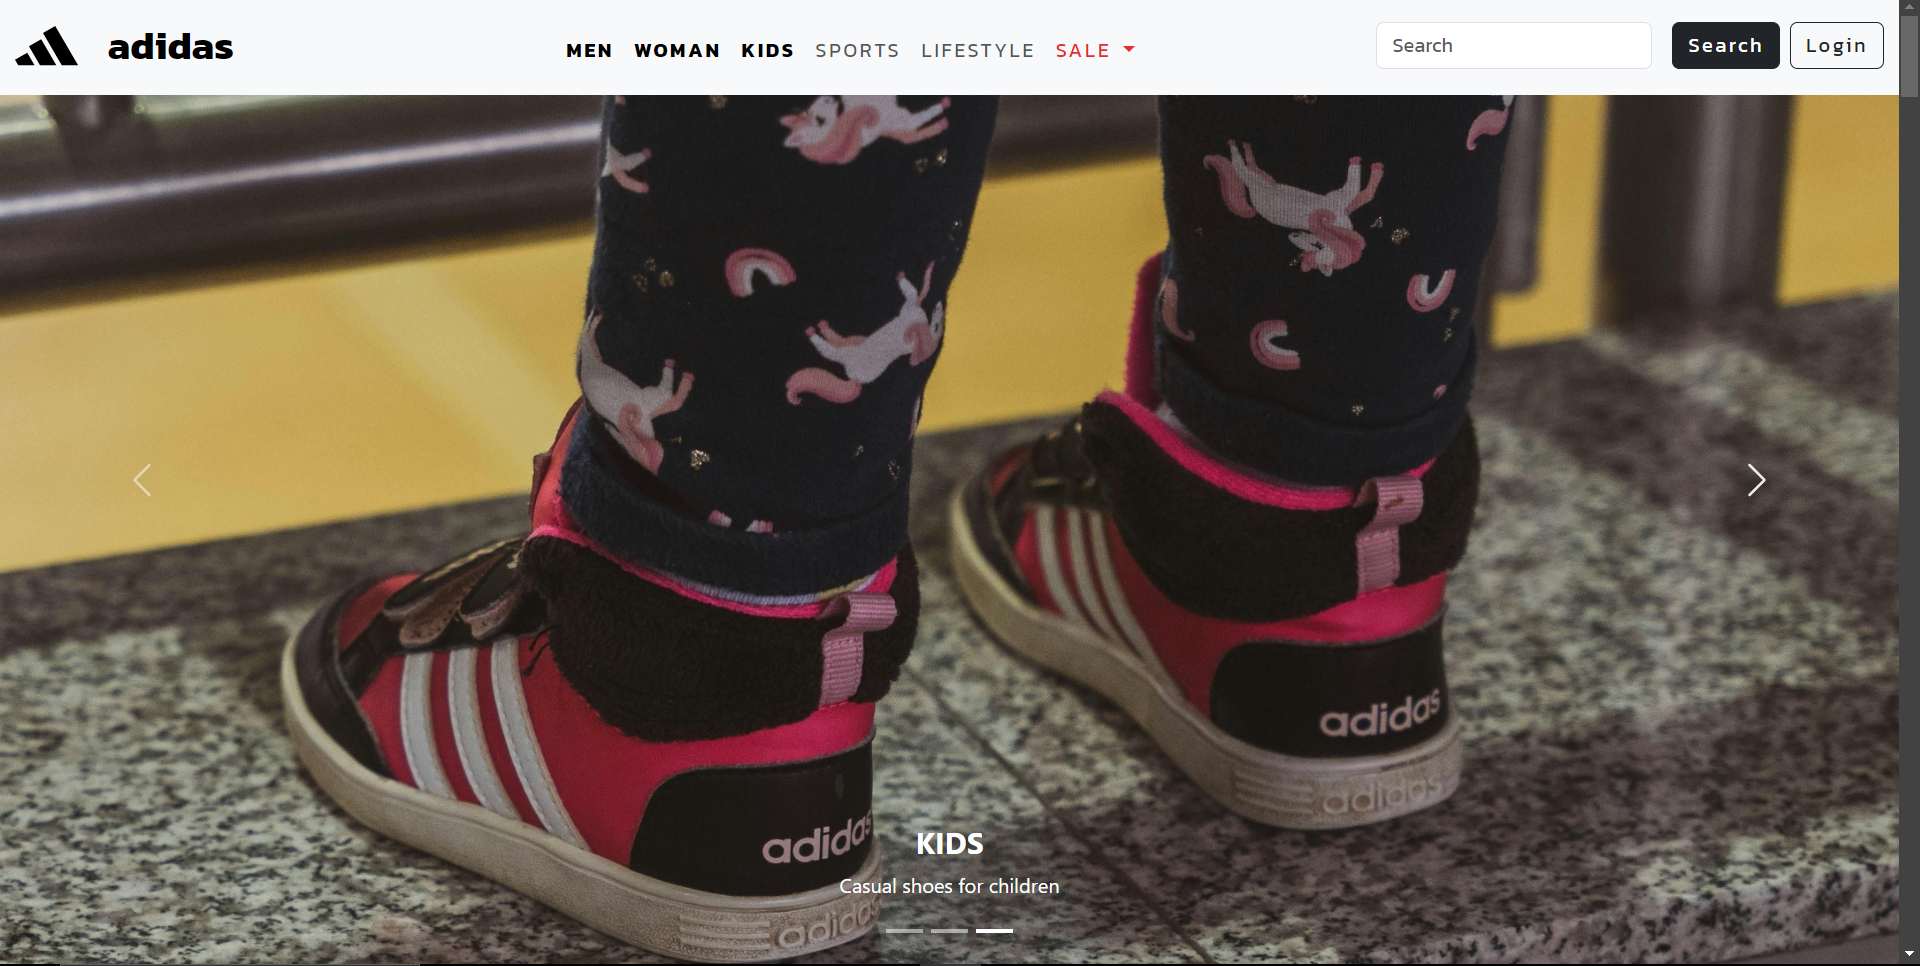 adidas
MEN WOMAN KIDS SPORTS LIFESTYLE SALE
Search
Search
Login
adidas
adidas
adidas
adidas
KIDS
Casual shoes for children